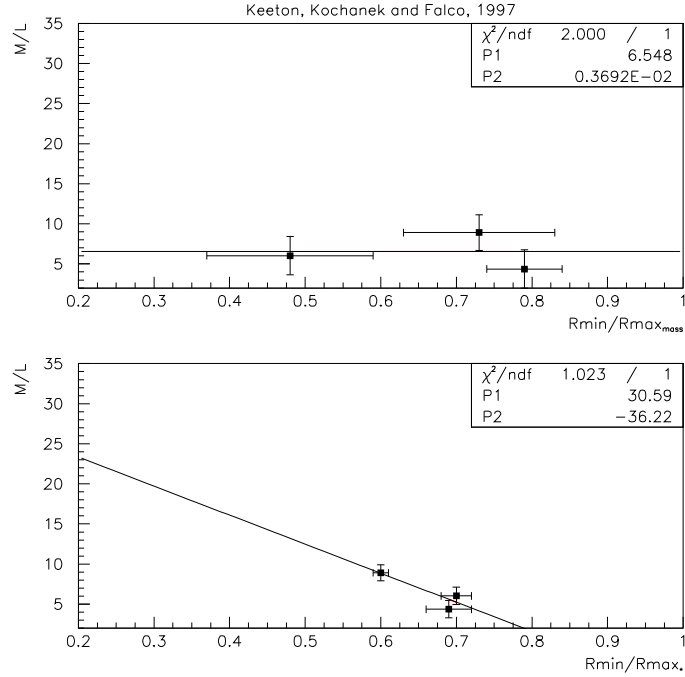 Keeton, Kochanek and Falco, 1997
M/L
35
30
25
20
15
10
5
χ²/ndf 2.000 / 1
P1 6.548
P2 0.3692E-02
0.2 0.3 0.4 0.5 0.6 0.7 0.8 0.9 1
Rmin/Rmax_mass
M/L
35
30
25
20
15
10
5
χ²/ndf 1.023 / 1
P1 30.59
P2 -36.22
0.2 0.3 0.4 0.5 0.6 0.7 0.8 0.9 1
Rmin/Rmax_*